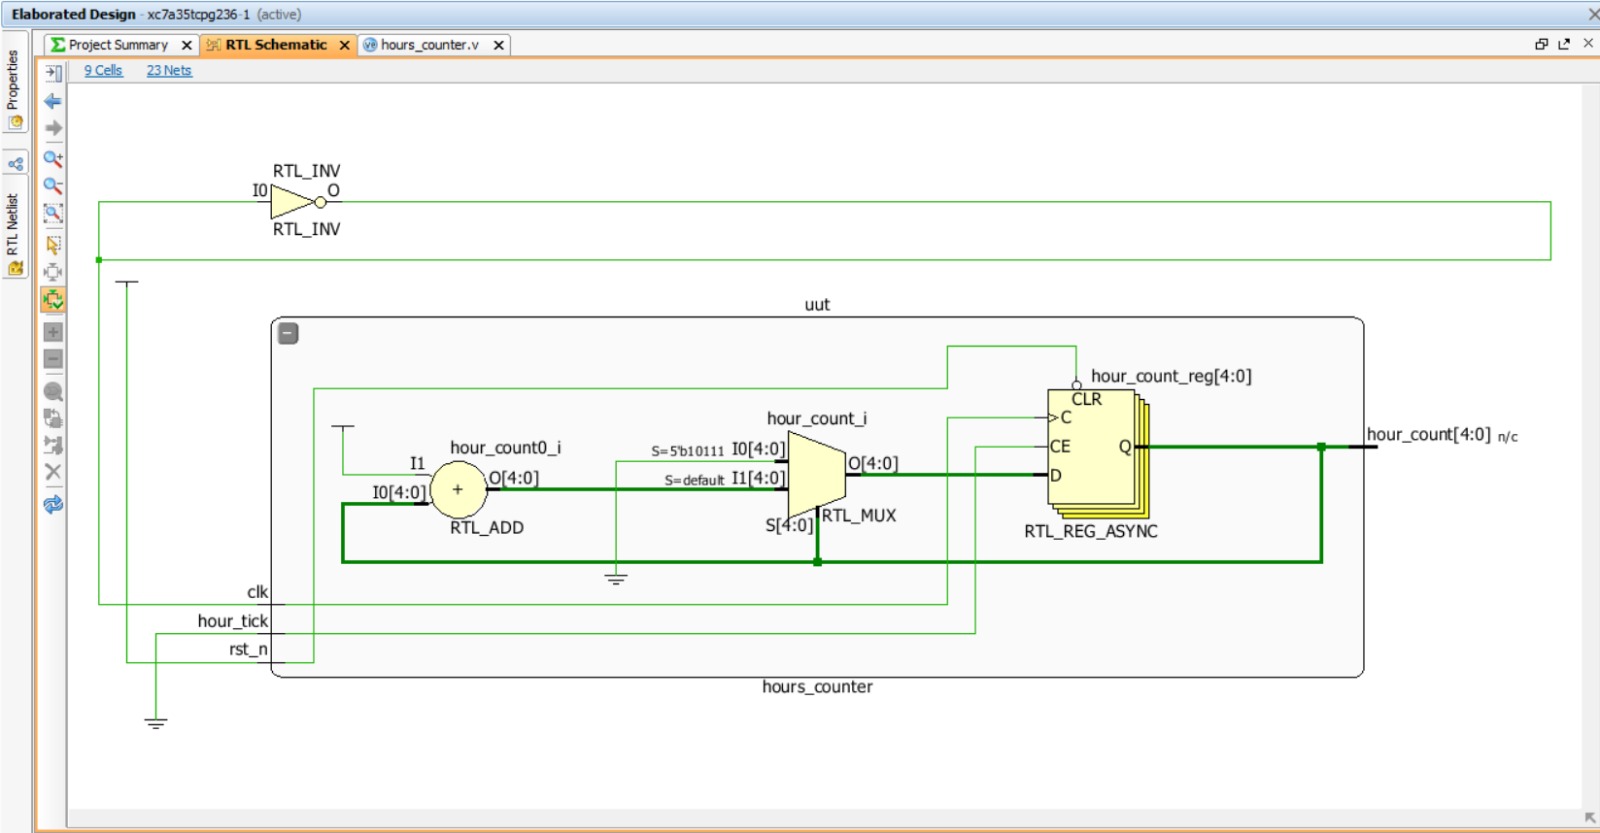 Elaborated Design - xc7a35tcpg236-1 (active)
Project Summary
RTL Schematic
hours_counter.v
Properties
RTL Netlist
9 Cells
23 Nets
RTL_INV
I0
O
RTL_INV
uut
hour_count_reg[4:0]
CLR
C
CE
Q
D
RTL_REG_ASYNC
hour_count[4:0] n/c
hour_count_i
S=5'b10111 I0[4:0]
S=default I1[4:0]
O[4:0]
S[4:0]
RTL_MUX
hour_count0_i
I1
I0[4:0]
+
O[4:0]
RTL_ADD
clk
hour_tick
rst_n
hours_counter